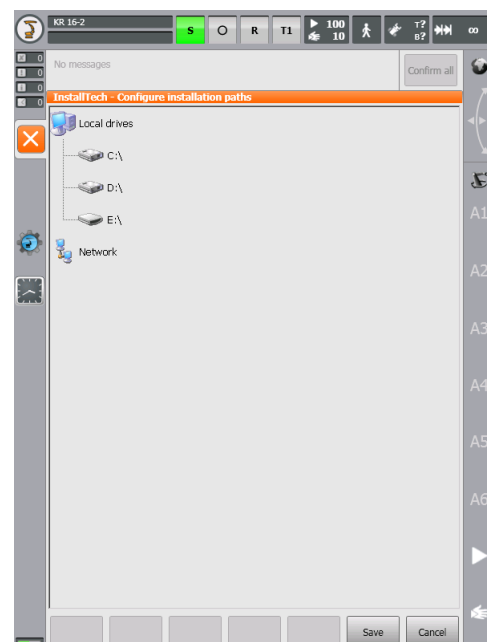 KR 16-2
S O R T1 100 10 T? B? ∞
0
0
0
0
No messages
Confirm all
InstallTech - Configure installation paths
Local drives
C:\
D:\
E:\
Network
A1
A2
A3
A4
A5
A6
Save Cancel